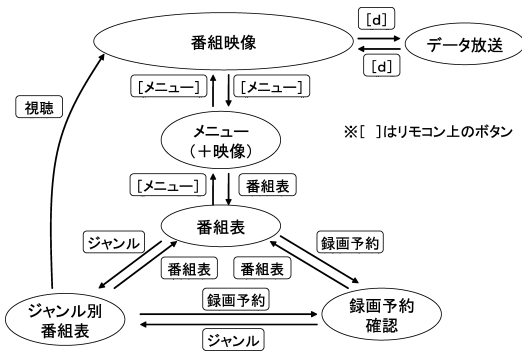 [d]
番組映像
データ放送
[d]
[メニュー]
[メニュー]
視聴
メニュー
(+映像)
※[ ]はリモコン上のボタン
[メニュー]
番組表
番組表
ジャンル
録画予約
番組表
番組表
録画予約
ジャンル別
番組表
録画予約
確認
ジャンル